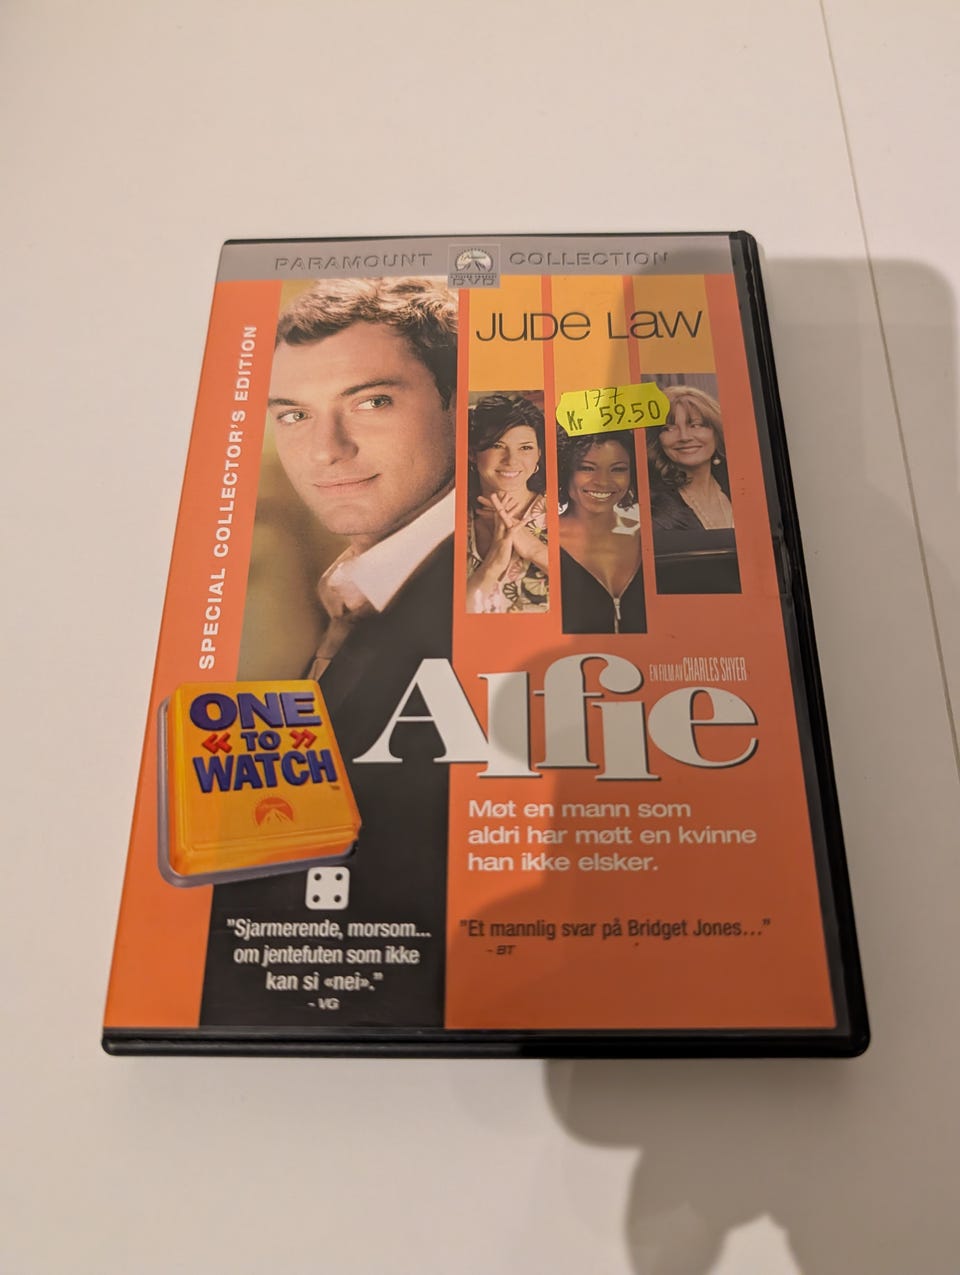 PARAMOUNT COLLECTION
DVD
SPECIAL COLLECTOR'S EDITION
JUDE LAW
177
Kr 59.50
EN FILM AV CHARLES SHYER
Alfie
ONE
« TO »
WATCH
Møt en mann som
aldri har møtt en kvinne
han ikke elsker.
"Sjarmerende, morsom...
om jentefuten som ikke
kan si «nei»."
- VG
"Et mannlig svar på Bridget Jones..."
- BT